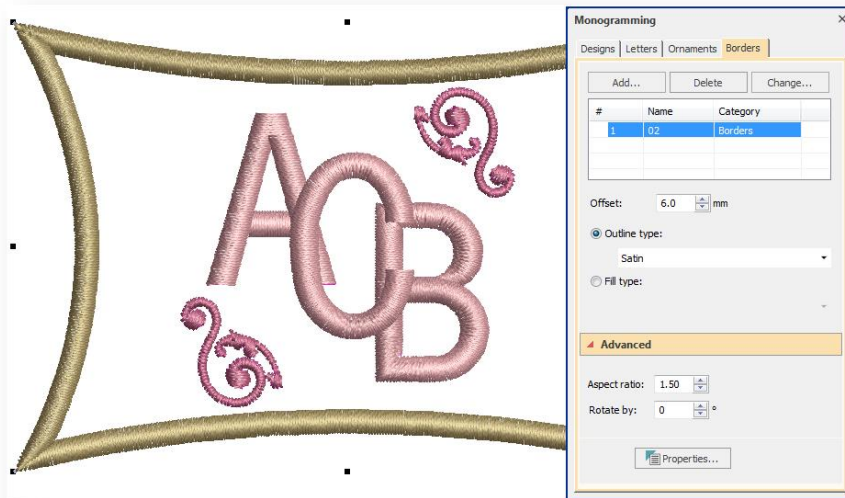 AOB
Monogramming
Designs Letters Ornaments Borders
Add... Delete Change...
# Name Category
1 02 Borders
Offset: 6.0 mm
Outline type:
Satin
Fill type:
Advanced
Aspect ratio: 1.50
Rotate by: 0 °
Properties...